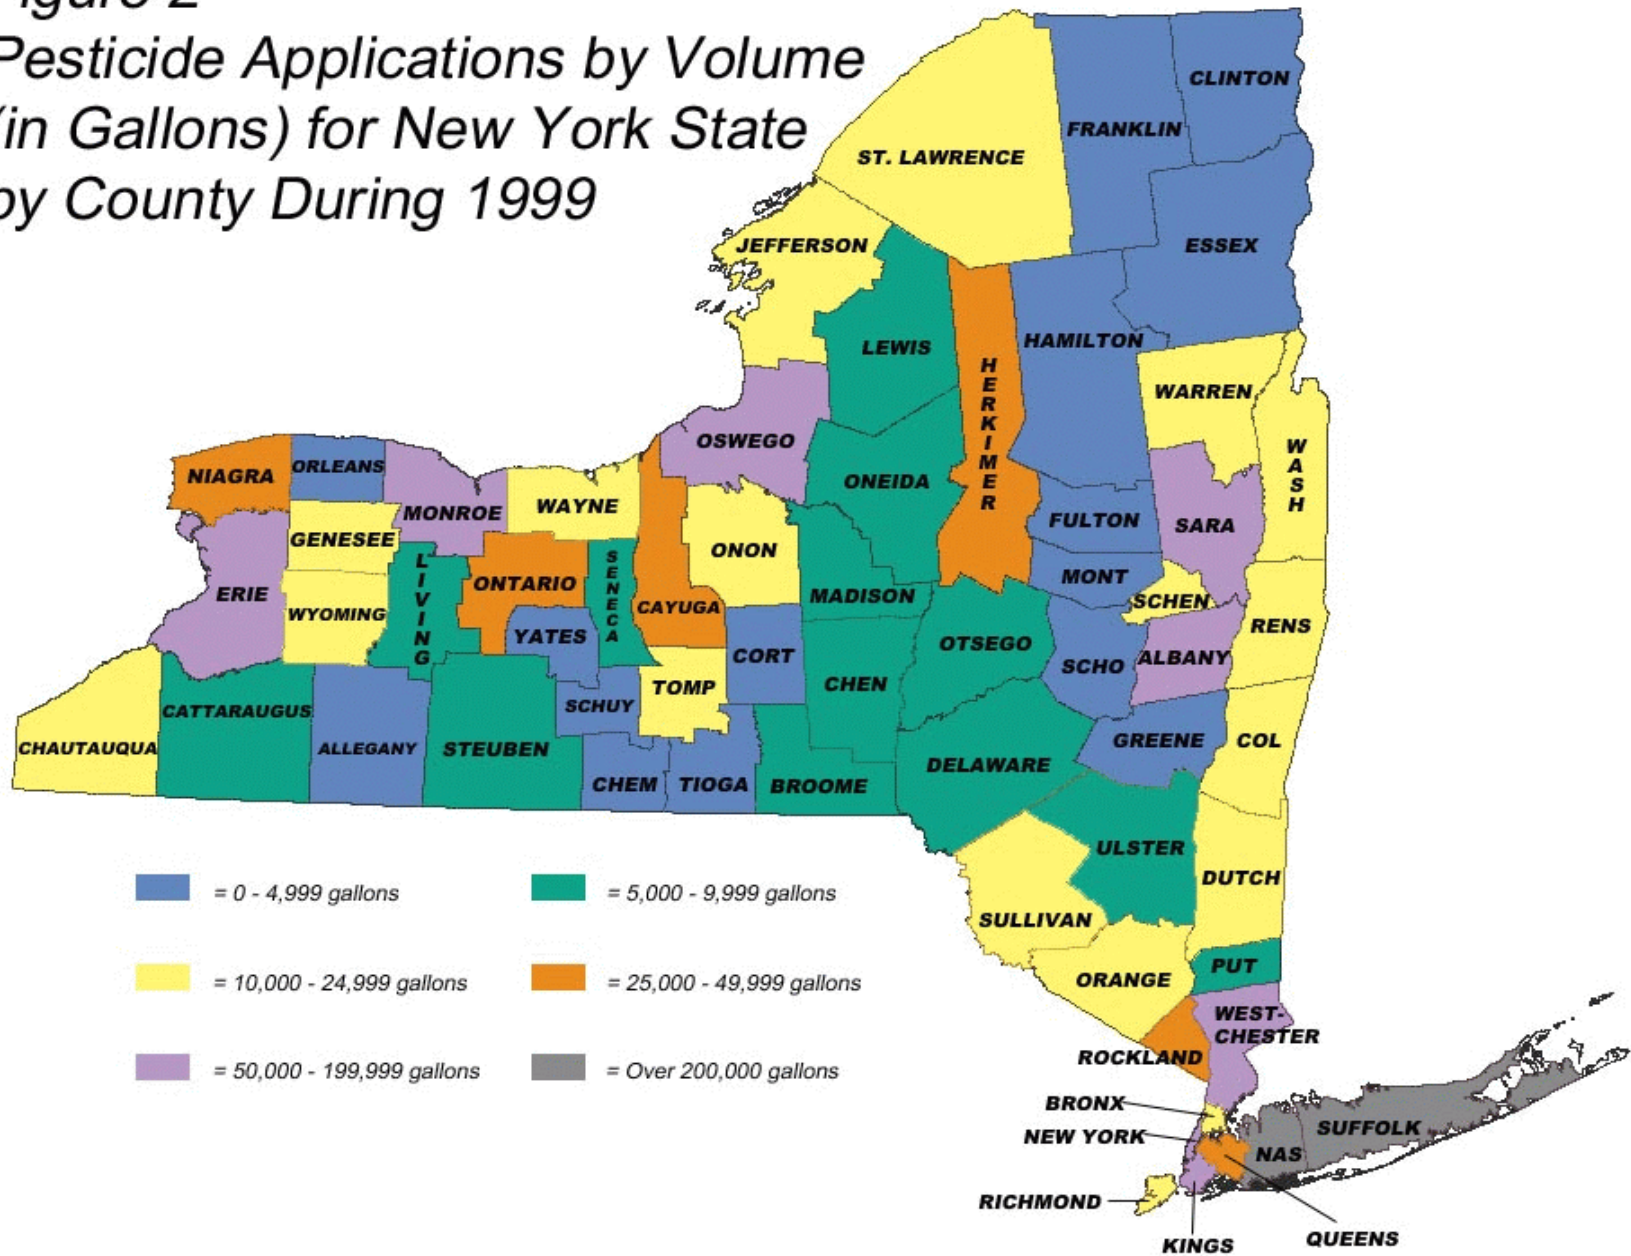 Figure 2
Pesticide Applications by Volume
(in Gallons) for New York State
by County During 1999
CLINTON
FRANKLIN
ST. LAWRENCE
JEFFERSON
ESSEX
LEWIS
HERKIMER
HAMILTON
WARREN
WASH
OSWEGO
ONEIDA
NIAGRA
ORLEANS
MONROE
WAYNE
FULTON
SARA
GENESEE
ONON
MONT
ERIE
WYOMING
LIVING
ONTARIO
SENECA
CAYUGA
MADISON
SCHEN
RENS
YATES
OTSEGO
CORT
SCHO
ALBANY
CHEN
TOMP
CATTARAUGUS
SCHUY
CHAUTAUQUA
ALLEGANY
STEUBEN
GREENE
COL
DELAWARE
CHEM
TIOGA
BROOME
ULSTER
DUTCH
SULLIVAN
ORANGE
PUT
WEST-
CHESTER
ROCKLAND
BRONX
NEW YORK
SUFFOLK
NAS
RICHMOND
KINGS
QUEENS
= 0 - 4,999 gallons
= 5,000 - 9,999 gallons
= 10,000 - 24,999 gallons
= 25,000 - 49,999 gallons
= 50,000 - 199,999 gallons
= Over 200,000 gallons